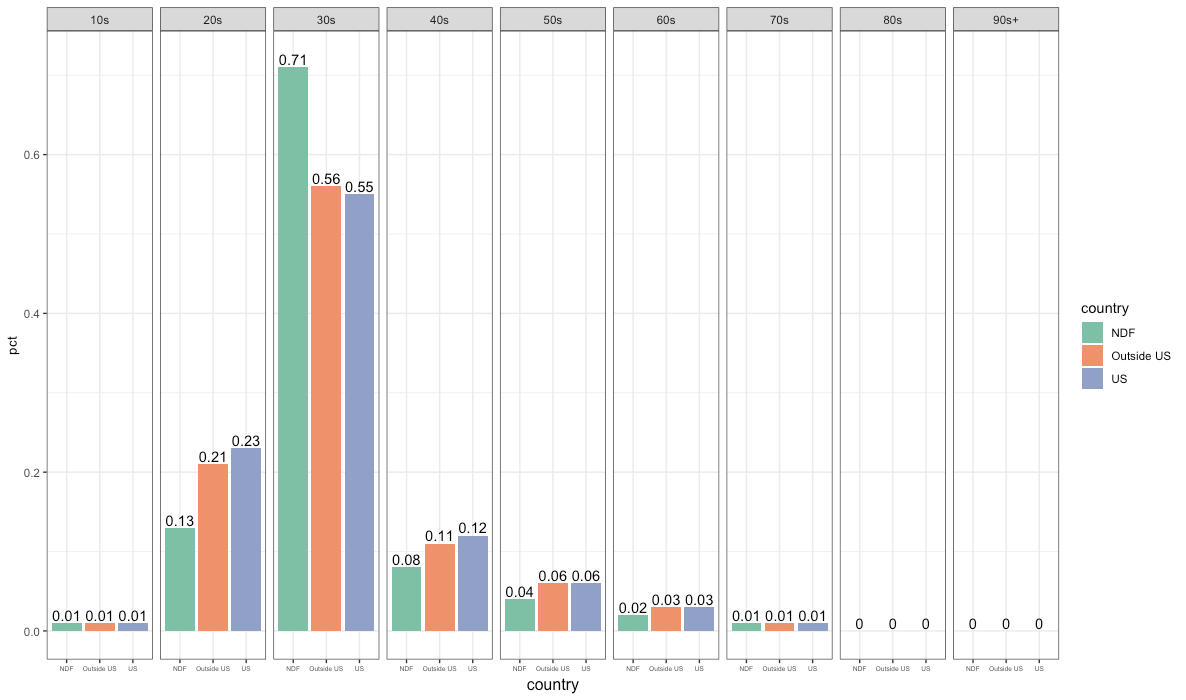 10s 20s 30s 40s 50s 60s 70s 80s 90s+
pct
0.6
0.4
0.2
0.0
0.01 0.01 0.01
0.13 0.21 0.23
0.71 0.56 0.55
0.08 0.11 0.12
0.04 0.06 0.06
0.02 0.03 0.03
0.01 0.01 0.01
0 0 0
0 0 0
NDF Outside US US NDF Outside US US NDF Outside US US NDF Outside US US NDF Outside US US NDF Outside US US NDF Outside US US NDF Outside US US NDF Outside US US
country
country
NDF
Outside US
US